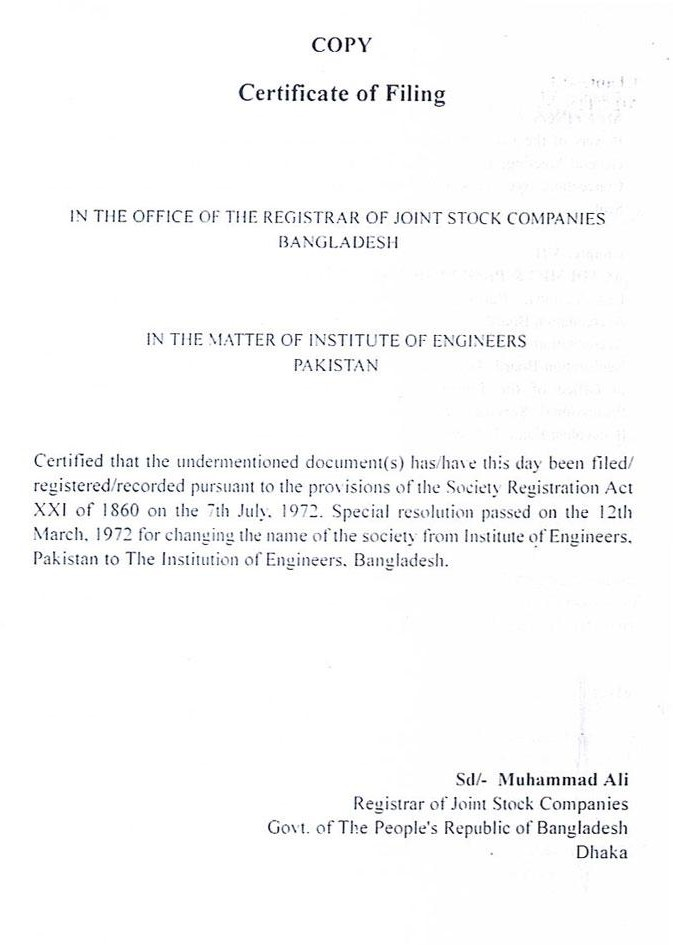 COPY
Certificate of Filing
IN THE OFFICE OF THE REGISTRAR OF JOINT STOCK COMPANIES
BANGLADESH
IN THE MATTER OF INSTITUTE OF ENGINEERS
PAKISTAN
Certified that the undermentioned document(s) has/have this day been filed/
registered/recorded pursuant to the provisions of the Society Registration Act
XXI of 1860 on the 7th July, 1972. Special resolution passed on the 12th
March, 1972 for changing the name of the society from Institute of Engineers,
Pakistan to The Institution of Engineers, Bangladesh.
Sd/- Muhammad Ali
Registrar of Joint Stock Companies
Govt. of The People's Republic of Bangladesh
Dhaka